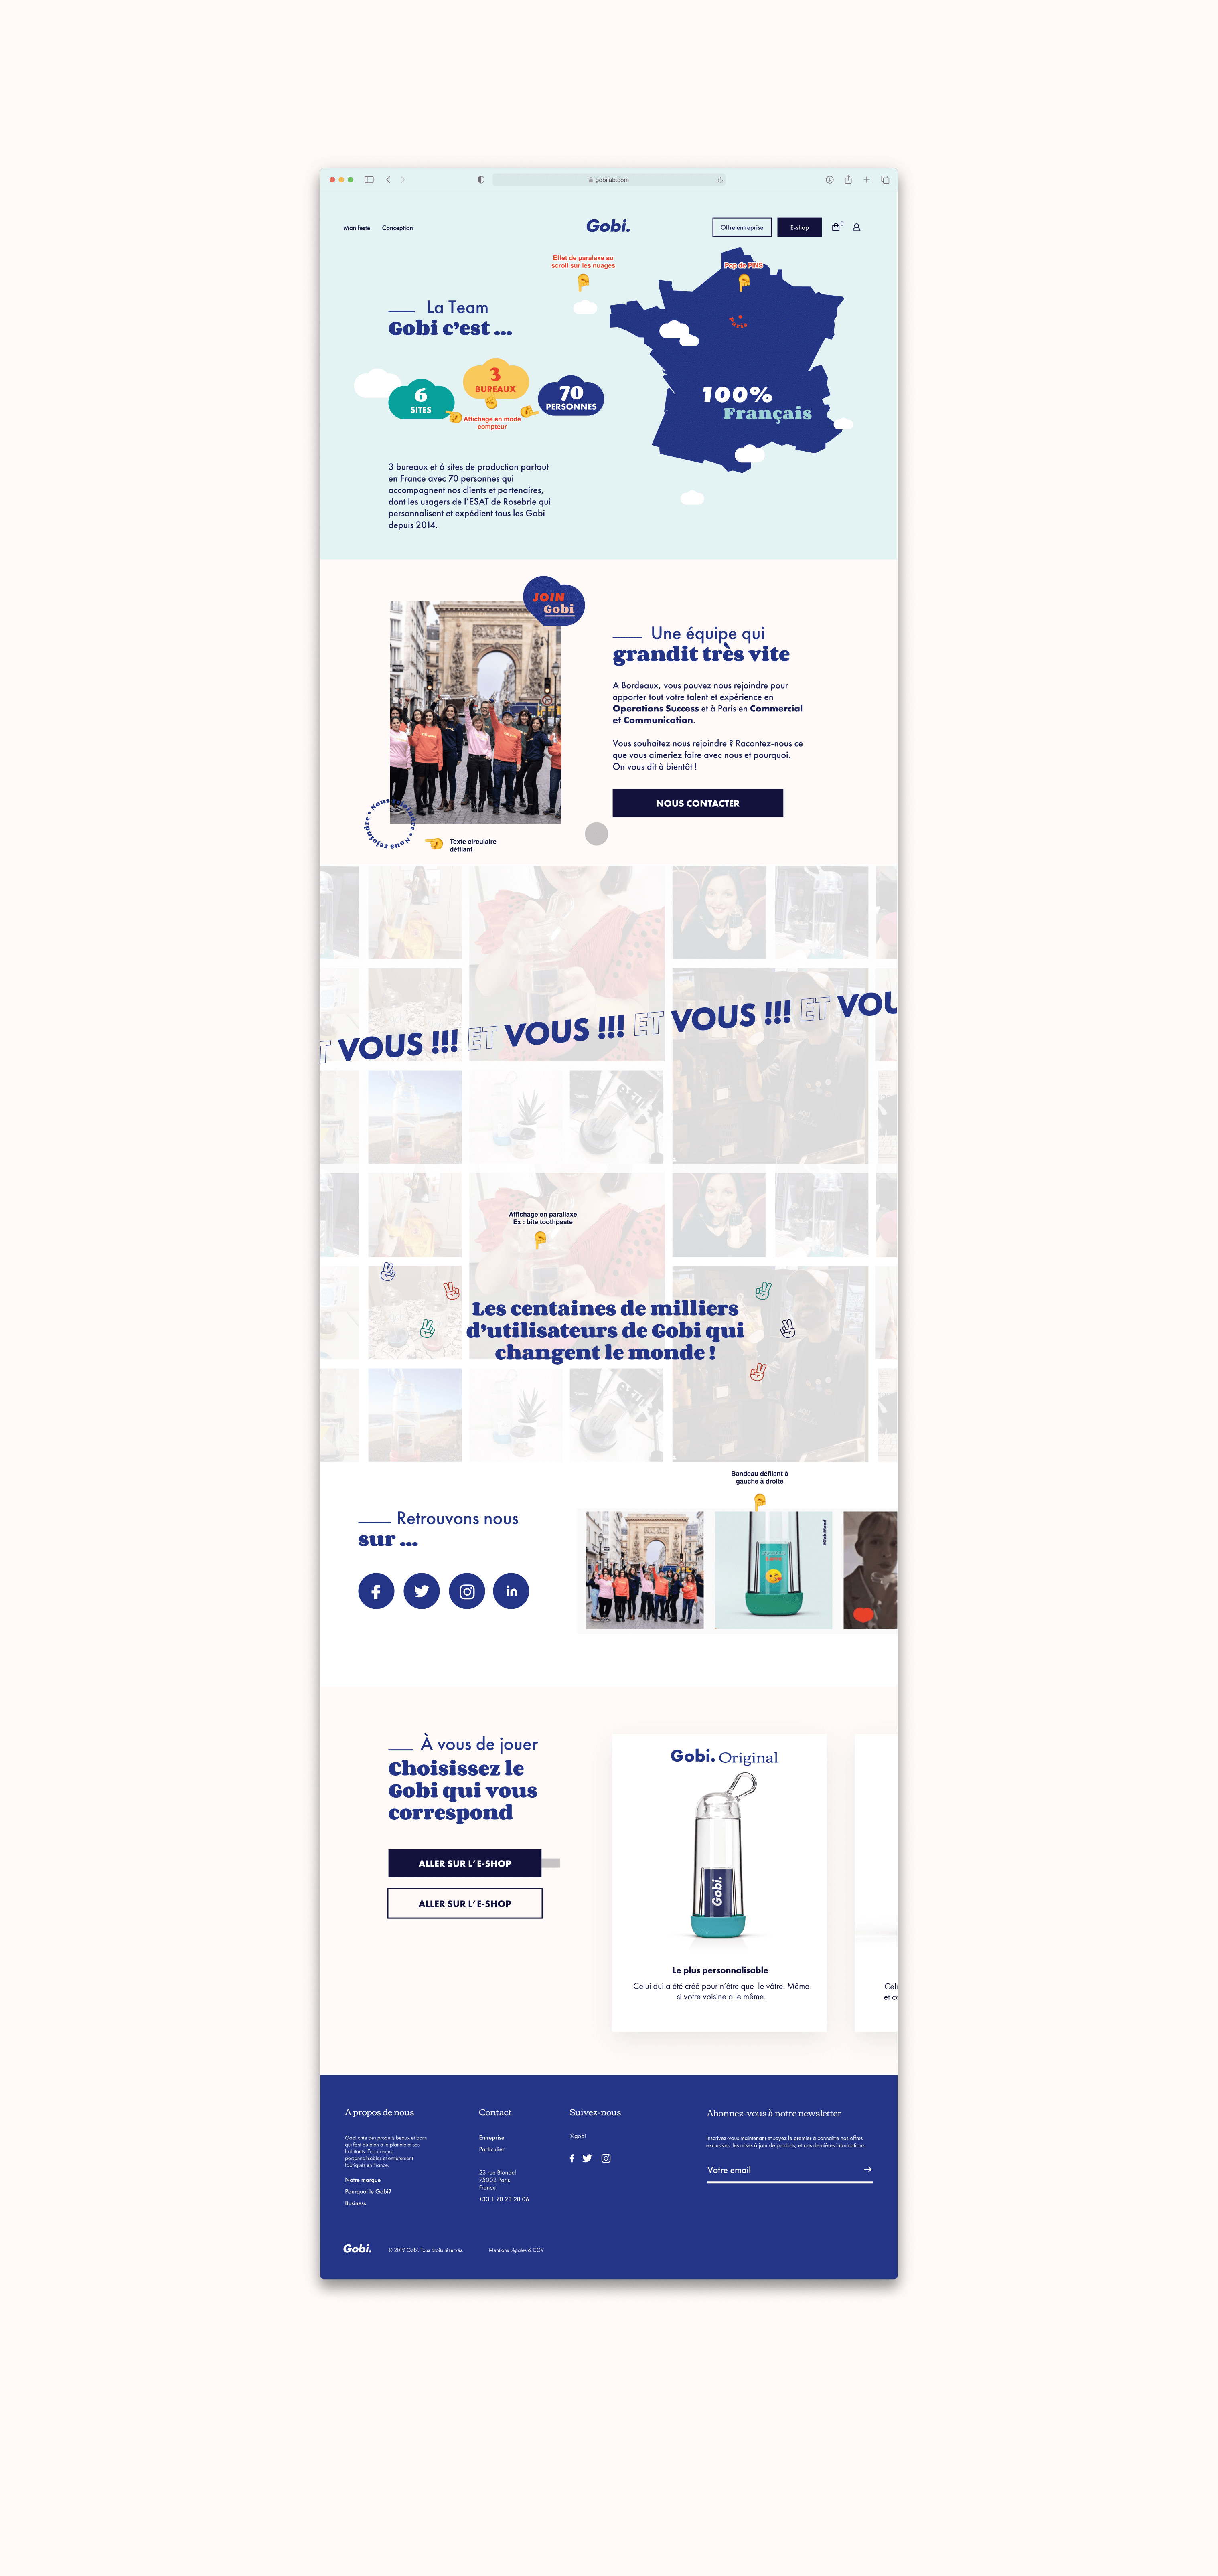 gobilab.com
Manifeste
Conception
Gobi.
Offre entreprise
E-shop
0
Effet de paralaxe au
scroll sur les nuages
Pop de PINS
La Team
Gobi c'est ...
6
SITES
3
BUREAUX
70
PERSONNES
Affichage en mode
compteur
100%
Français
3 bureaux et 6 sites de production partout
en France avec 70 personnes qui
accompagnent nos clients et partenaires,
dont les usagers de l'ESAT de Rosebrie qui
personnalisent et expédient tous les Gobi
depuis 2014.
JOIN
Gobi
Une équipe qui
grandit très vite
A Bordeaux, vous pouvez nous rejoindre pour
apporter tout votre talent et expérience en
Operations Success et à Paris en Commercial
et Communication.
Vous souhaitez nous rejoindre ? Racontez-nous ce
que vous aimeriez faire avec nous et pourquoi.
On vous dit à bientôt !
NOUS CONTACTER
Nous rejoindre • Nous rejoindre •
Texte circulaire
défilant
T VOUS !!! ET VOUS !!! ET VOUS !!! ET VOU
Affichage en parallaxe
Ex : bite toothpaste
Les centaines de milliers
d'utilisateurs de Gobi qui
changent le monde !
Bandeau défilant à
gauche à droite
Retrouvons nous
sur ...
À vous de jouer
Choisissez le
Gobi qui vous
correspond
ALLER SUR L'E-SHOP
ALLER SUR L'E-SHOP
Gobi. Original
Gobi.
Le plus personnalisable
Celui qui a été créé pour n'être que le vôtre. Même
si votre voisine a le même.
Celu
et co
A propos de nous
Gobi crée des produits beaux et bons
qui font du bien à la planète et ses
habitants. Eco-conçus,
personnalisables et entièrement
fabriqués en France.
Notre marque
Pourquoi le Gobi?
Business
Contact
Entreprise
Particulier
23 rue Blondel
75002 Paris
France
+33 1 70 23 28 06
Suivez-nous
@gobi
Abonnez-vous à notre newsletter
Inscrivez-vous maintenant et soyez le premier à connaître nos offres
exclusives, les mises à jour de produits, et nos dernières informations.
Votre email
Gobi.
© 2019 Gobi. Tous droits réservés.
Mentions Légales & CGV